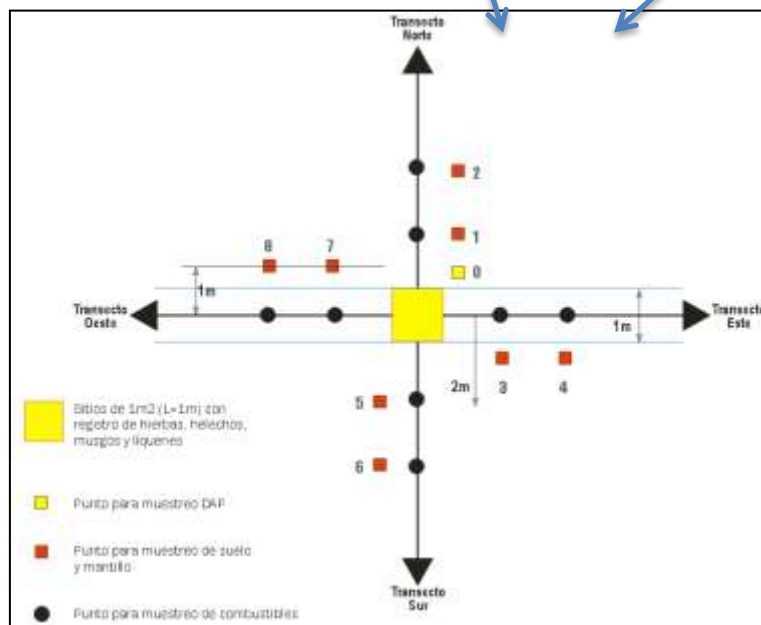 Transecto
Norte
2
1
0
8
7
1m
Transecto
Oeste
Transecto
Este
1m
2m
3
4
5
6
Sitios de 1m2 (L=1m) con
registro de hierbas, helechos,
musgos y líquenes
Punto para muestreo DAP
Punto para muestreo de suelo
y mantillo
Punto para muestreo de combustibles
Transecto
Sur